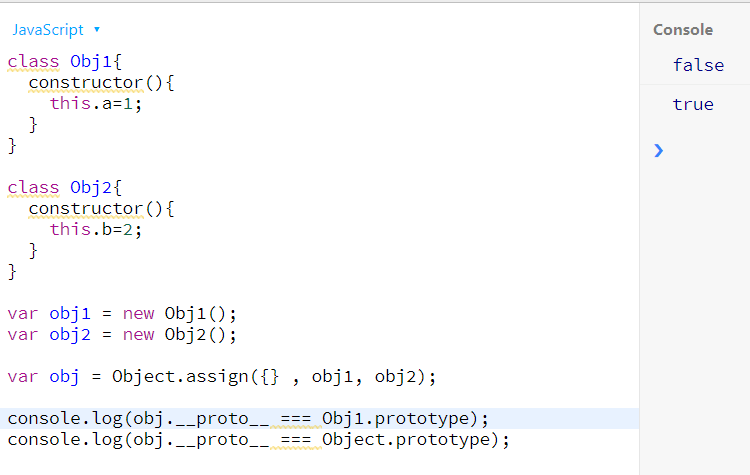 JavaScript ▾
class Obj1{
  constructor(){
    this.a=1;
  }
}
class Obj2{
  constructor(){
    this.b=2;
  }
}
var obj1 = new Obj1();
var obj2 = new Obj2();
var obj = Object.assign({} , obj1, obj2);
console.log(obj.__proto__ === Obj1.prototype);
console.log(obj.__proto__ === Object.prototype);
Console
false
true
❯